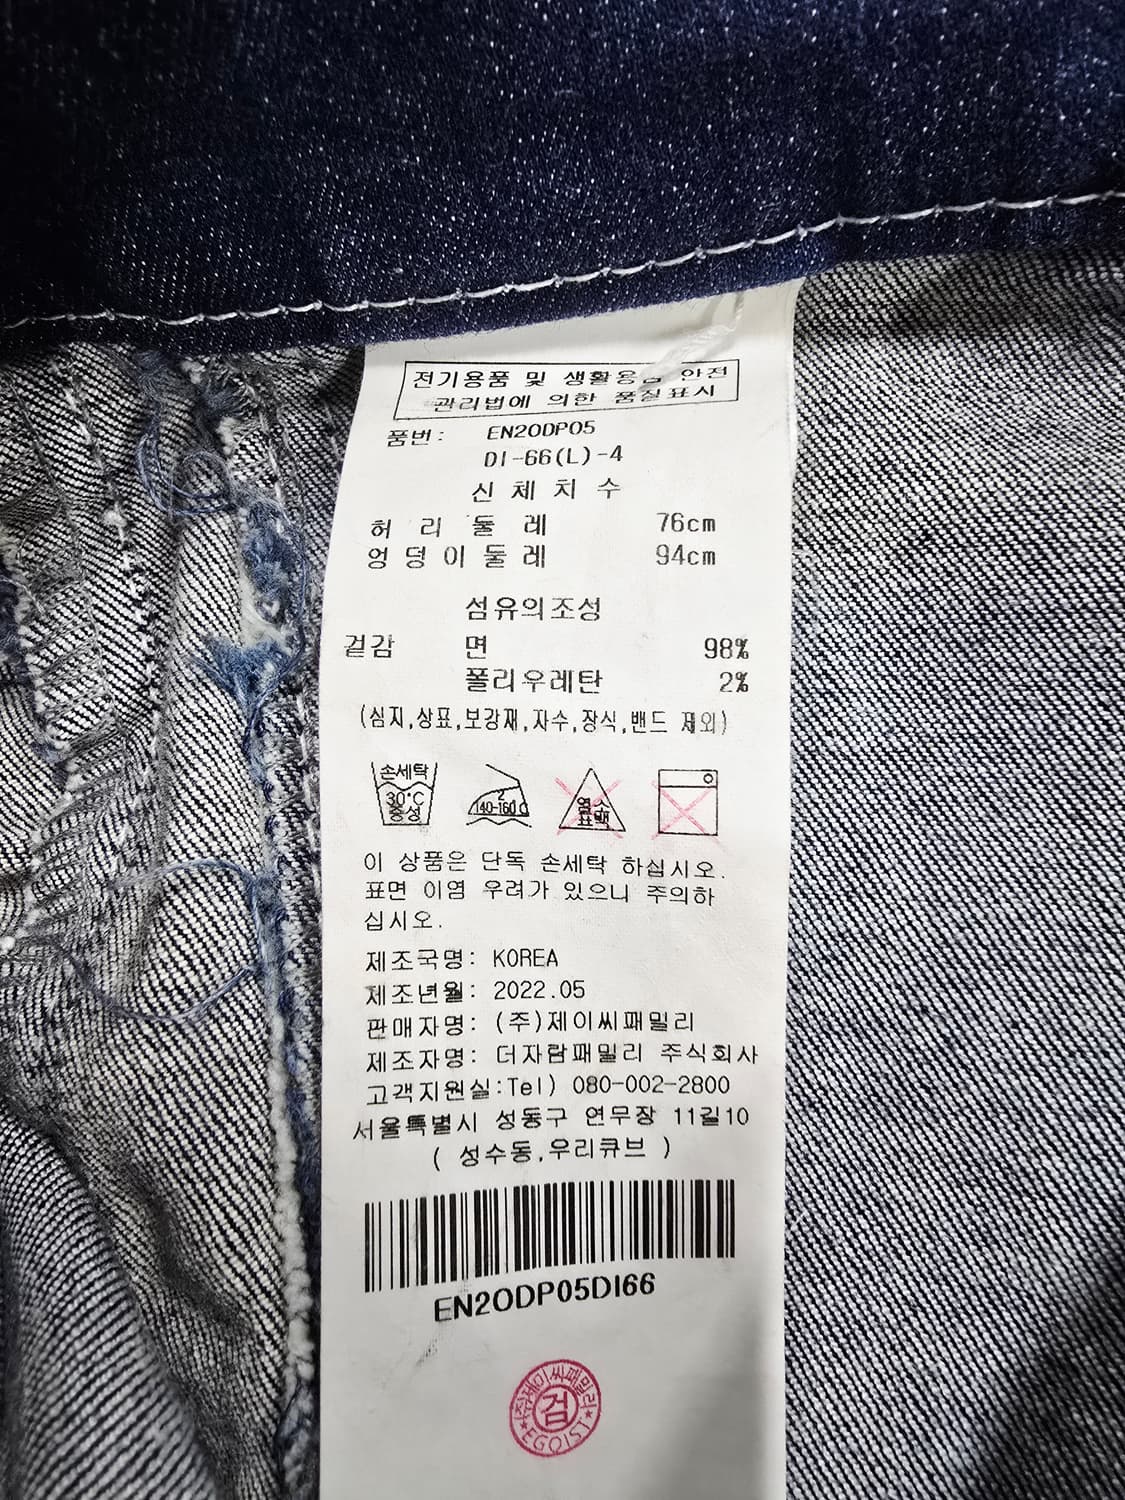 전기용품 및 생활용품 안전
관리법에 의한 품질표시
품번: EN2ODP05
DI-66(L)-4
신체치수
허리둘레 76cm
엉덩이둘레 94cm
섬유의조성
겉감 면 98%
폴리우레탄 2%
(심지,상표,보강재,자수,장식,밴드 제외)
손세탁 30°C 중성
2 140-160°C
염소 표백
이 상품은 단독 손세탁 하십시오.
표면 이염 우려가 있으니 주의하
십시오.
제조국명: KOREA
제조년월: 2022.05
판매자명: (주)제이씨패밀리
제조자명: 더자람패밀리 주식회사
고객지원실:Tel) 080-002-2800
서울특별시 성동구 연무장 11길10
( 성수동,우리큐브 )
EN2ODP05DI66
(주)제이씨패밀리
검
★EGOIST★